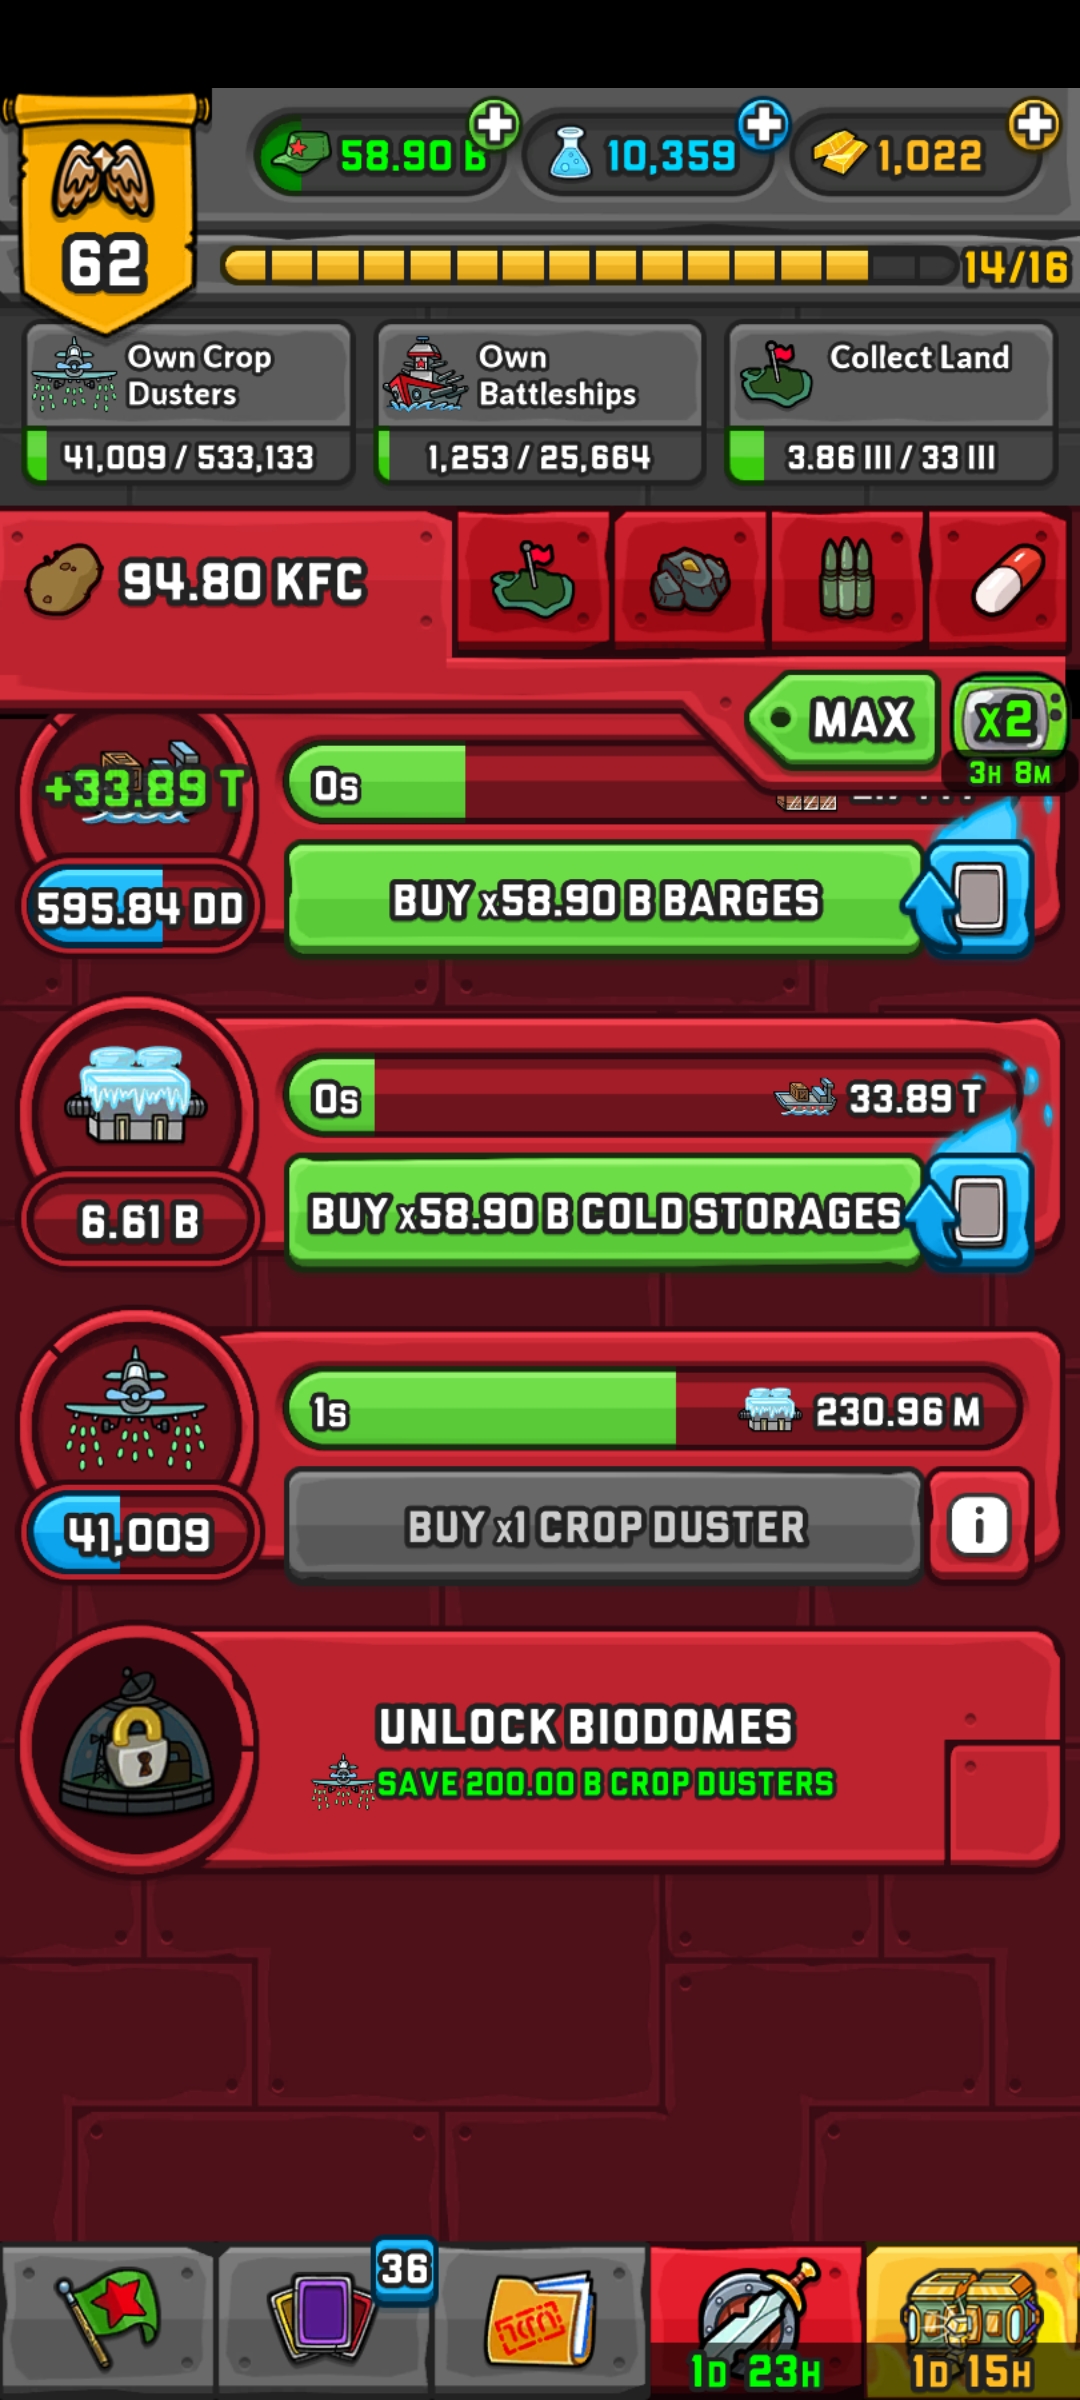 62
58.90 B
10,359
1,022
14/16
Own Crop
Dusters
41,009 / 533,133
Own
Battleships
1,253 / 25,664
Collect Land
3.86 III / 33 III
94.80 KFC
MAX
x2
3H 8M
+33.89 T
0s
595.84 DD
BUY x58.90 B BARGES
0s
33.89 T
6.61 B
BUY x58.90 B COLD STORAGES
1s
230.96 M
41,009
BUY x1 CROP DUSTER
i
UNLOCK BIODOMES
SAVE 200.00 B CROP DUSTERS
36
1D 23H
1D 15H